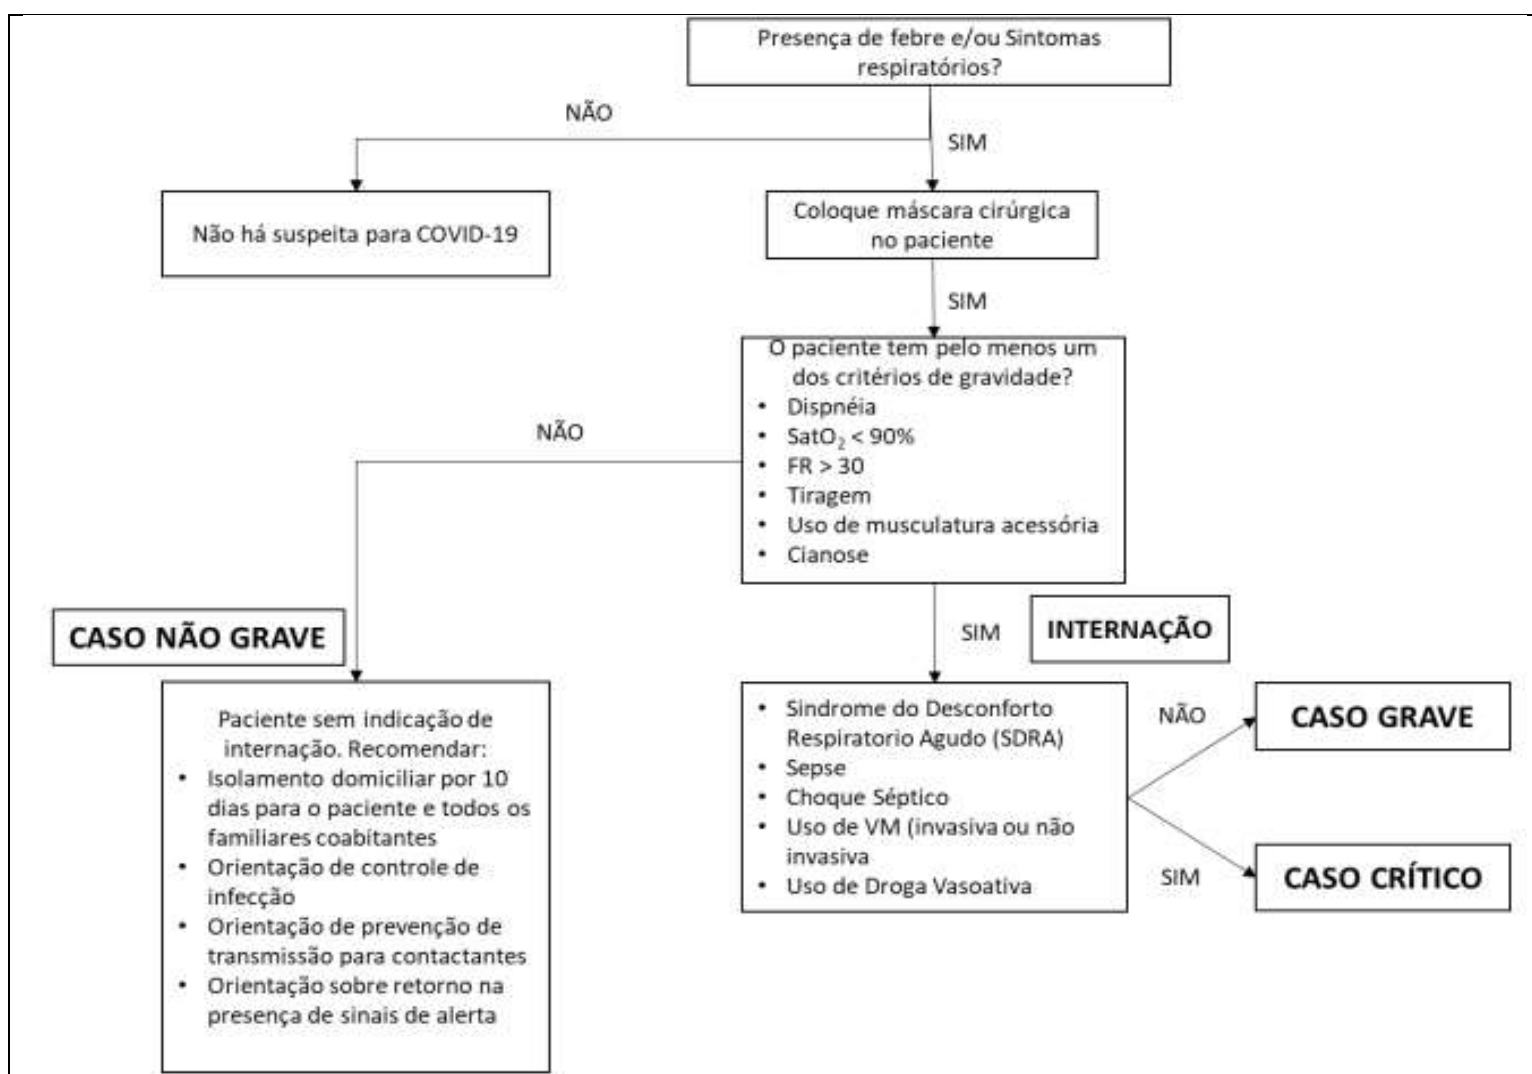 Presença de febre e/ou Sintomas
respiratórios?
NÃO
SIM
Não há suspeita para COVID-19
Coloque máscara cirúrgica
no paciente
SIM
O paciente tem pelo menos um
dos critérios de gravidade?
• Dispnéia
• SatO₂ < 90%
• FR > 30
• Tiragem
• Uso de musculatura acessória
• Cianose
NÃO
CASO NÃO GRAVE
SIM
INTERNAÇÃO
Paciente sem indicação de
internação. Recomendar:
• Isolamento domiciliar por 10
dias para o paciente e todos os
familiares coabitantes
• Orientação de controle de
infecção
• Orientação de prevenção de
transmissão para contactantes
• Orientação sobre retorno na
presença de sinais de alerta
• Sindrome do Desconforto
Respiratorio Agudo (SDRA)
• Sepse
• Choque Séptico
• Uso de VM (invasiva ou não
invasiva
• Uso de Droga Vasoativa
NÃO
CASO GRAVE
SIM
CASO CRÍTICO